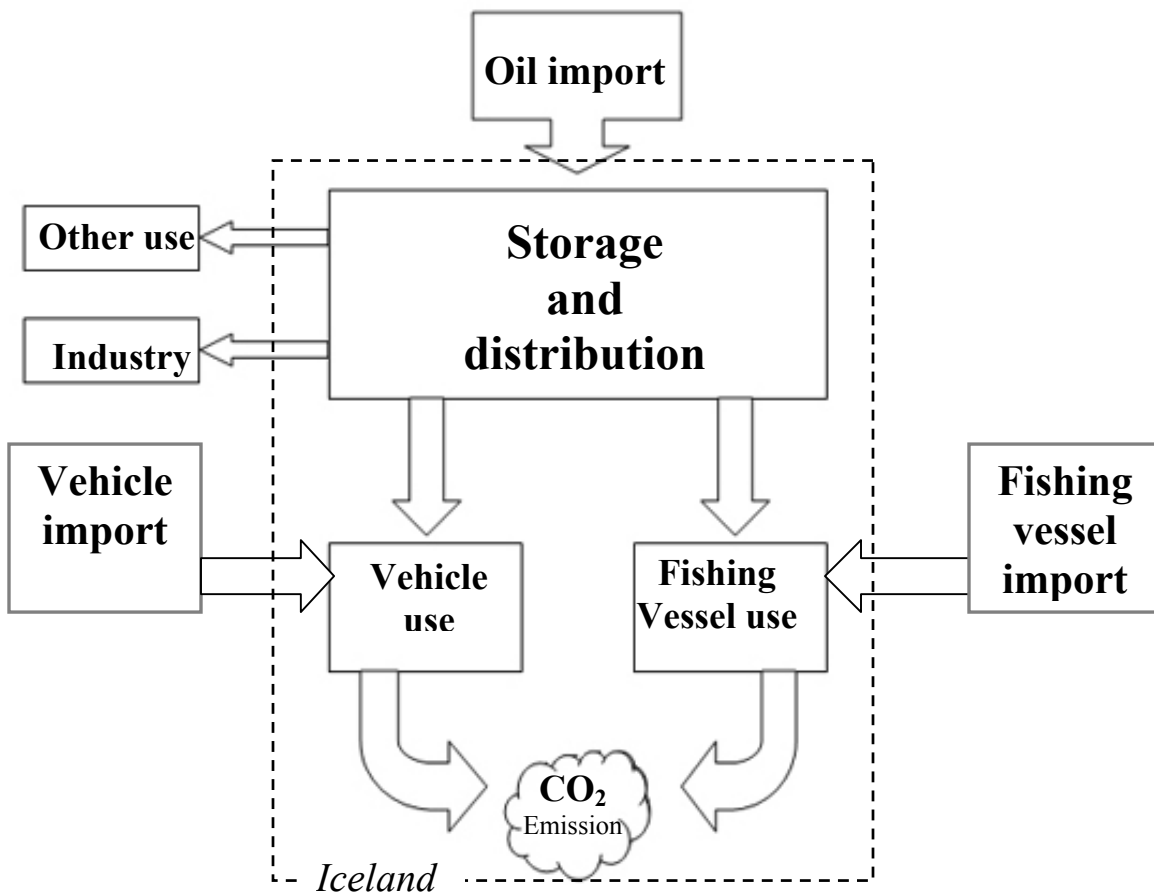 Oil import
Storage
and
distribution
Other use
Industry
Vehicle
import
Vehicle
use
Fishing
Vessel use
Fishing
vessel
import
CO₂
Emission
Iceland